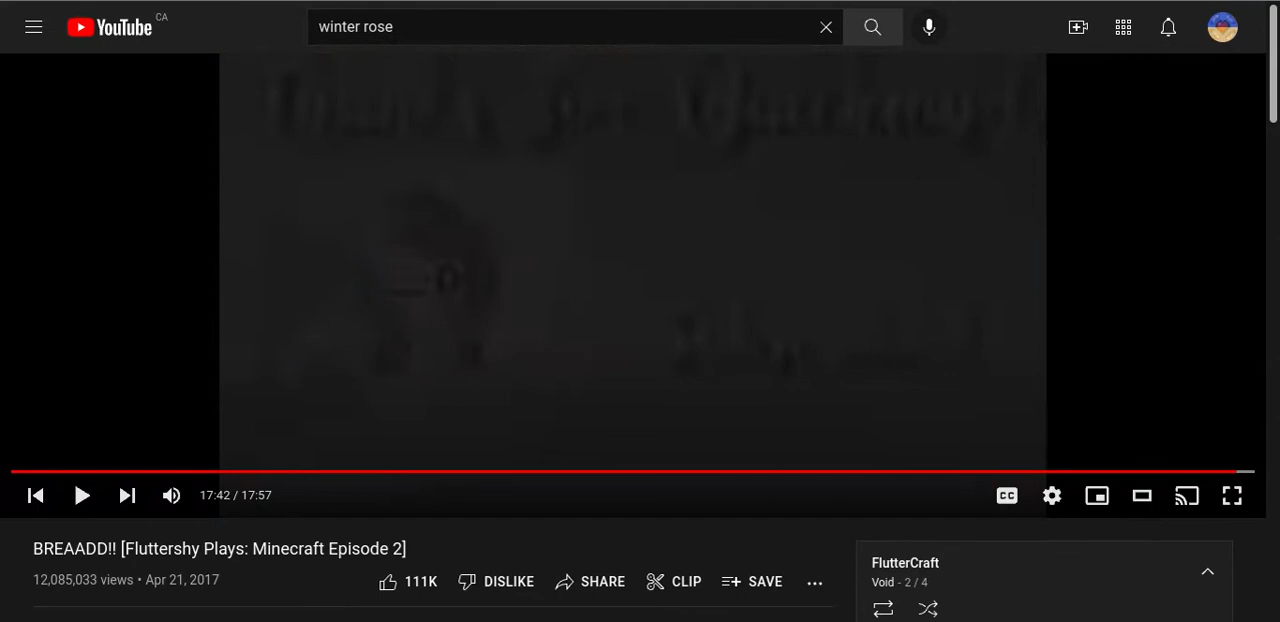 YouTube CA
winter rose
17:42 / 17:57
CC
BREAADD!! [Fluttershy Plays: Minecraft Episode 2]
12,085,033 views • Apr 21, 2017
111K DISLIKE SHARE CLIP SAVE ...
FlutterCraft
Void - 2 / 4